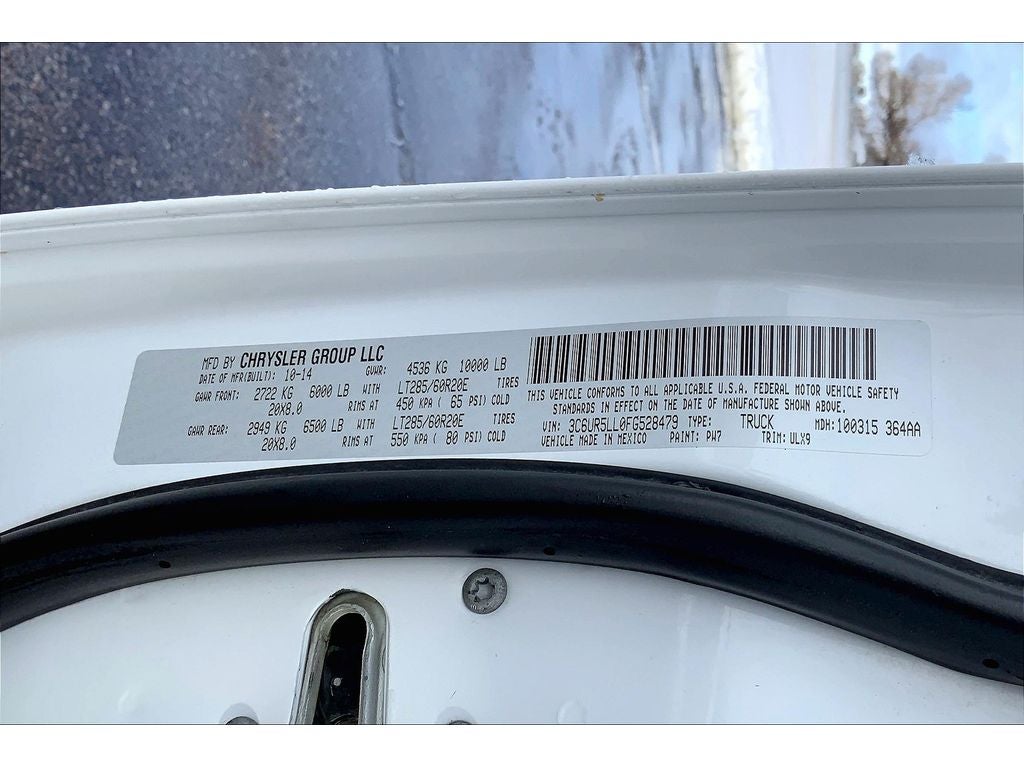 MFD BY CHRYSLER GROUP LLC
DATE OF MFR(BUILT): 10-14 GVWR: 4536 KG 10000 LB
GAWR FRONT: 2722 KG 6000 LB WITH LT285/60R20E TIRES
20X8.0 RIMS AT 450 KPA ( 65 PSI) COLD
GAWR REAR: 2949 KG 6500 LB WITH LT285/60R20E TIRES
20X8.0 RIMS AT 550 KPA ( 80 PSI) COLD
THIS VEHICLE CONFORMS TO ALL APPLICABLE U.S.A. FEDERAL MOTOR VEHICLE SAFETY
STANDARDS IN EFFECT ON THE DATE OF MANUFACTURE SHOWN ABOVE.
VIN: 3C6UR5LL0FG528479 TYPE: TRUCK MDH:100315 364AA
VEHICLE MADE IN MEXICO PAINT: PW7 TRIM: ULX9